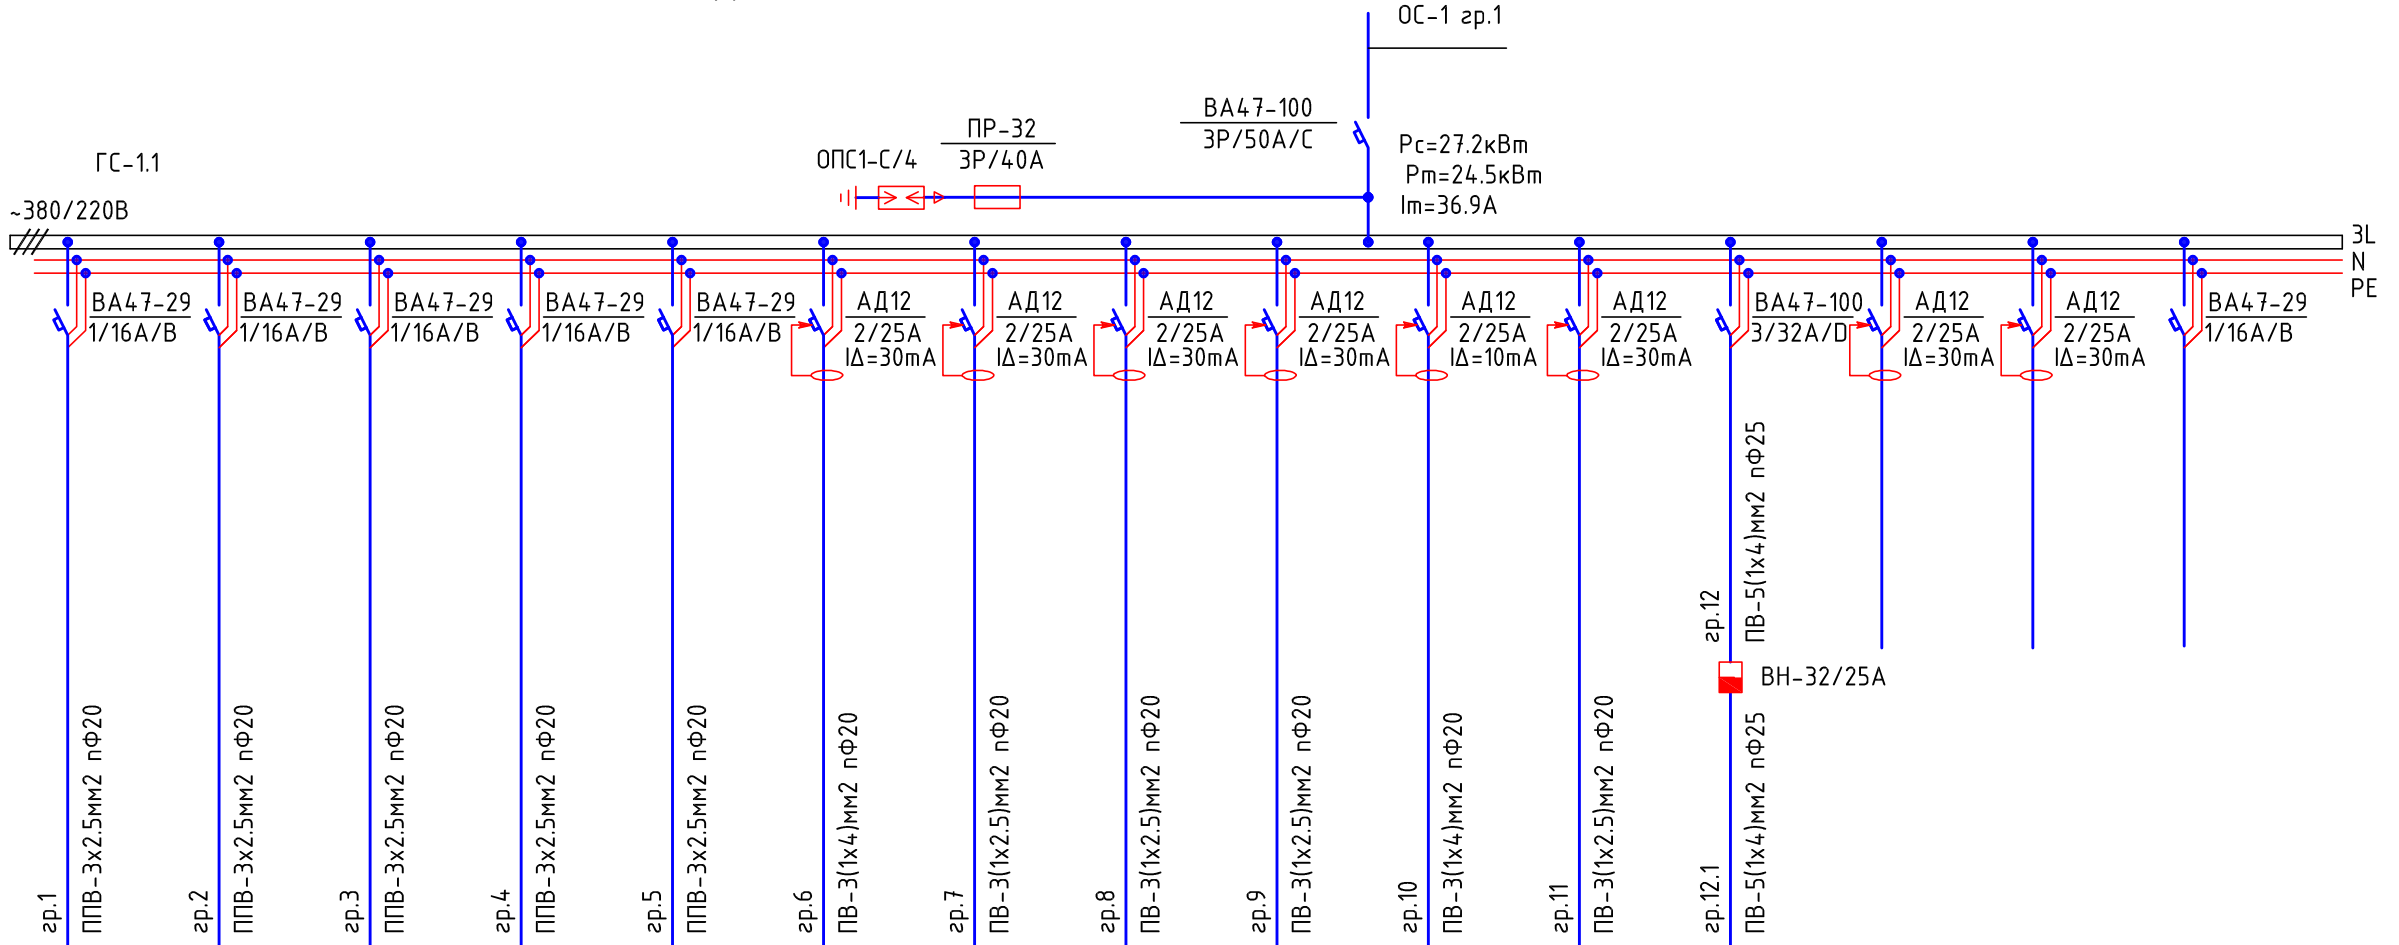 ОС-1 гр.1
ВА47-100
3Р/50А/С
ПР-32
3Р/40А
ОПС1-С/4
Рс=27.2кВт
Рт=24.5кВт
Iт=36.9А
ГС-1.1
~380/220В
3L
N
PE
ВА47-29
1/16А/В
ВА47-29
1/16А/В
ВА47-29
1/16А/В
ВА47-29
1/16А/В
ВА47-29
1/16А/В
АД12
2/25А
IΔ=30mA
АД12
2/25А
IΔ=30mA
АД12
2/25А
IΔ=30mA
АД12
2/25А
IΔ=30mA
АД12
2/25А
IΔ=10mA
АД12
2/25А
IΔ=30mA
ВА47-100
3/32А/D
АД12
2/25А
IΔ=30mA
АД12
2/25А
IΔ=30mA
ВА47-29
1/16А/В
гр.1
ППВ-3х2.5мм2 пФ20
гр.2
ППВ-3х2.5мм2 пФ20
гр.3
ППВ-3х2.5мм2 пФ20
гр.4
ППВ-3х2.5мм2 пФ20
гр.5
ППВ-3х2.5мм2 пФ20
гр.6
ПВ-3(1х4)мм2 пФ20
гр.7
ПВ-3(1х2.5)мм2 пФ20
гр.8
ПВ-3(1х2.5)мм2 пФ20
гр.9
ПВ-3(1х2.5)мм2 пФ20
гр.10
ПВ-3(1х4)мм2 пФ20
гр.11
ПВ-3(1х2.5)мм2 пФ20
гр.12
ПВ-5(1х4)мм2 пФ25
ВН-32/25А
гр.12.1
ПВ-5(1х4)мм2 пФ25